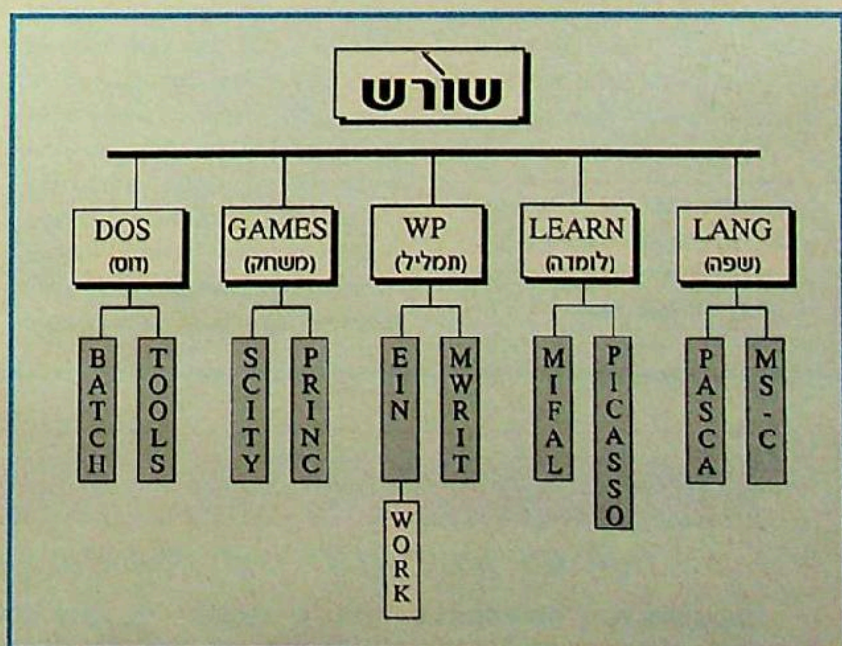 שורש
DOS
(דוס)
GAMES
(משחק)
WP
(תמליל)
LEARN
(לומדה)
LANG
(שפה)
BATCH
TOOLS
SCITY
PRINC
EIN
MWRIT
MIFAL
PICASSO
PASCA
MS-C
WORK